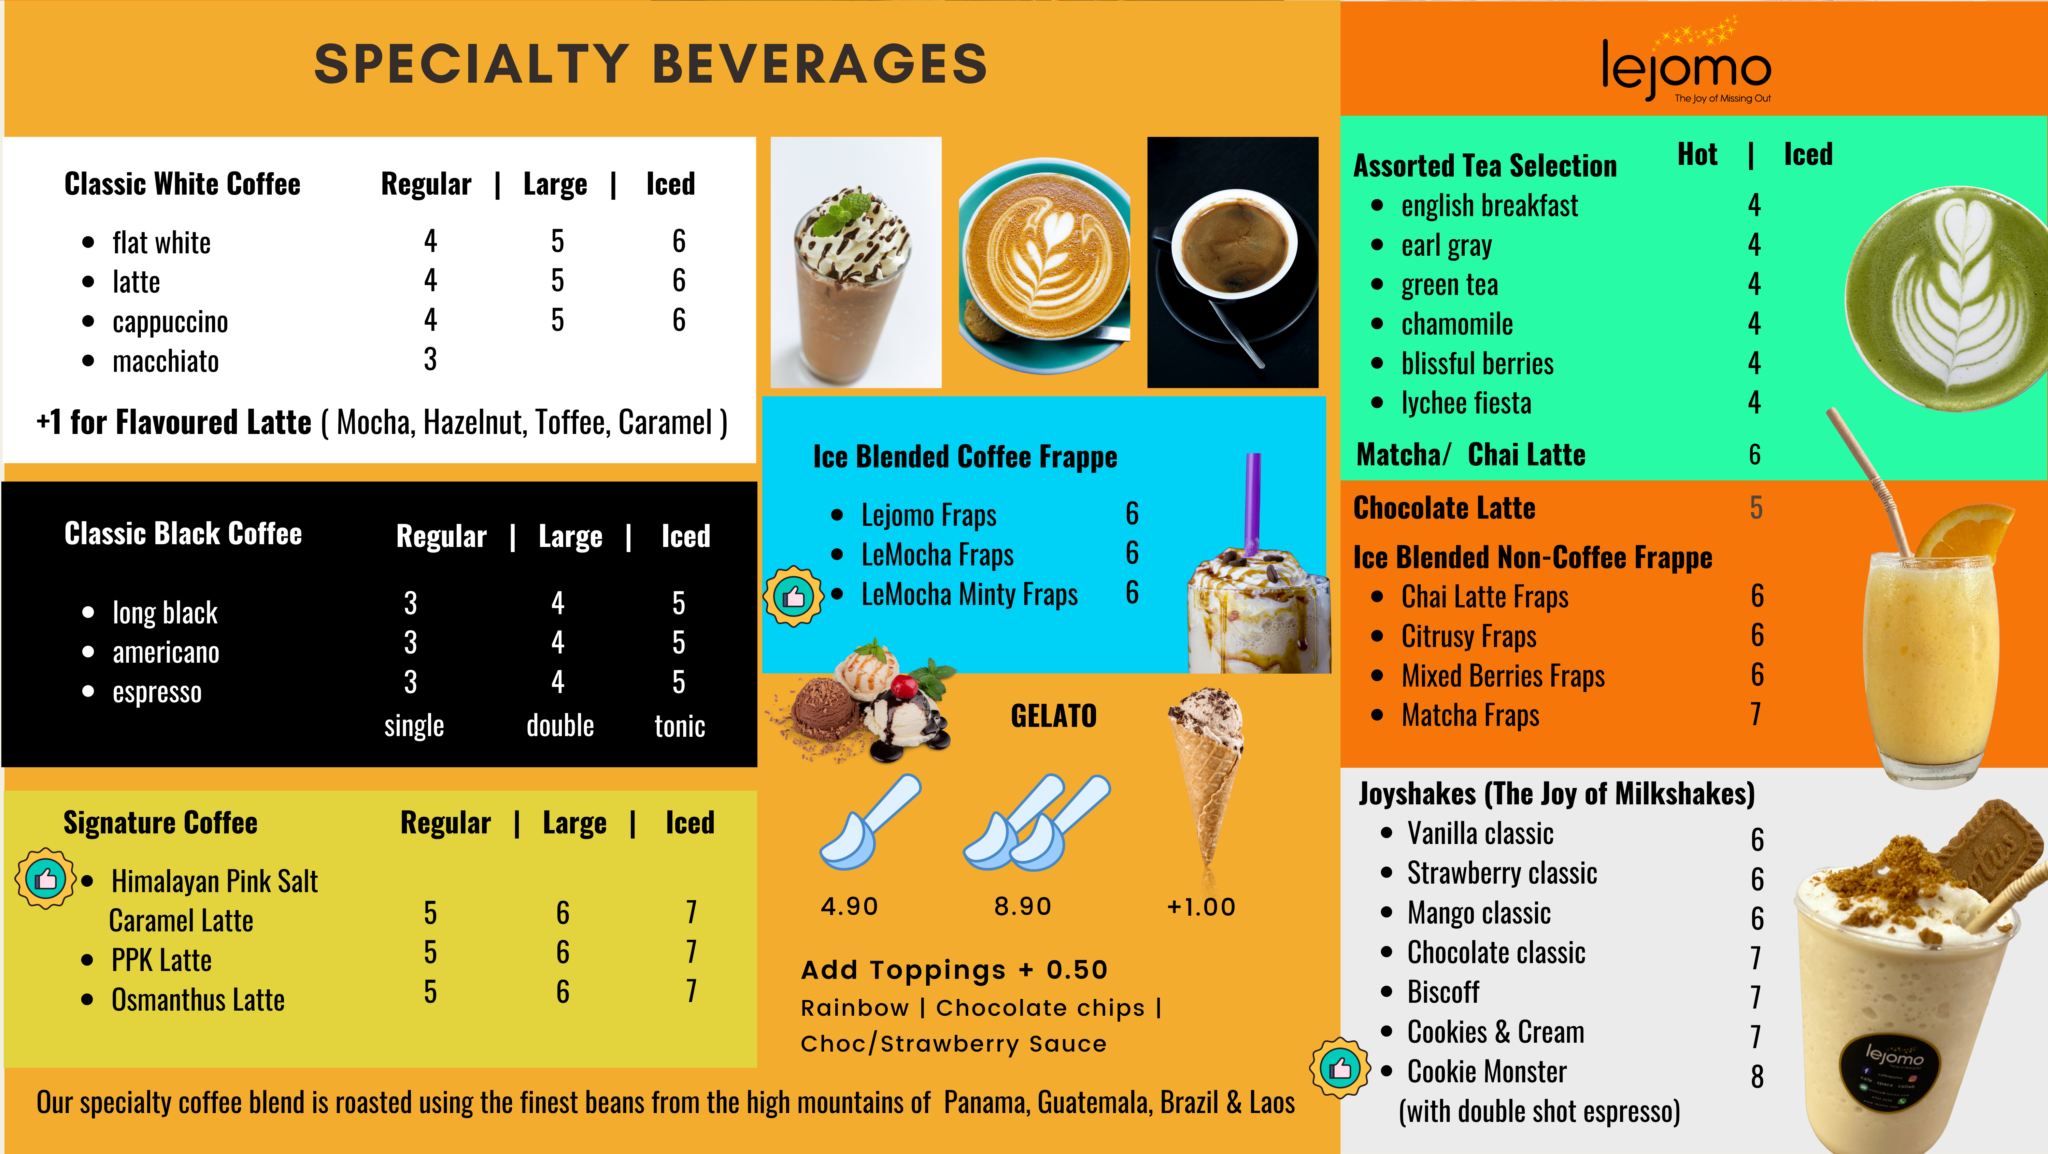 SPECIALTY BEVERAGES
Classic White Coffee Regular | Large | Iced
• flat white 4 5 6
• latte 4 5 6
• cappuccino 4 5 6
• macchiato 3
+1 for Flavoured Latte ( Mocha, Hazelnut, Toffee, Caramel )
Classic Black Coffee Regular | Large | Iced
• long black 3 4 5
• americano 3 4 5
• espresso 3 4 5
single double tonic
Signature Coffee Regular | Large | Iced
• Himalayan Pink Salt
Caramel Latte 5 6 7
• PPK Latte 5 6 7
• Osmanthus Latte 5 6 7
Our specialty coffee blend is roasted using the finest beans from the high mountains of Panama, Guatemala, Brazil & Laos
Ice Blended Coffee Frappe
• Lejomo Fraps 6
• LeMocha Fraps 6
• LeMocha Minty Fraps 6
GELATO
4.90 8.90 +1.00
Add Toppings + 0.50
Rainbow | Chocolate chips |
Choc/Strawberry Sauce
lejomo
The Joy of Missing Out
Assorted Tea Selection Hot | Iced
• english breakfast 4
• earl gray 4
• green tea 4
• chamomile 4
• blissful berries 4
• lychee fiesta 4
Matcha/ Chai Latte 6
Chocolate Latte 5
Ice Blended Non-Coffee Frappe
• Chai Latte Fraps 6
• Citrusy Fraps 6
• Mixed Berries Fraps 6
• Matcha Fraps 7
Joyshakes (The Joy of Milkshakes)
• Vanilla classic 6
• Strawberry classic 6
• Mango classic 6
• Chocolate classic 7
• Biscoff 7
• Cookies & Cream 7
• Cookie Monster 8
(with double shot espresso)
lejomo